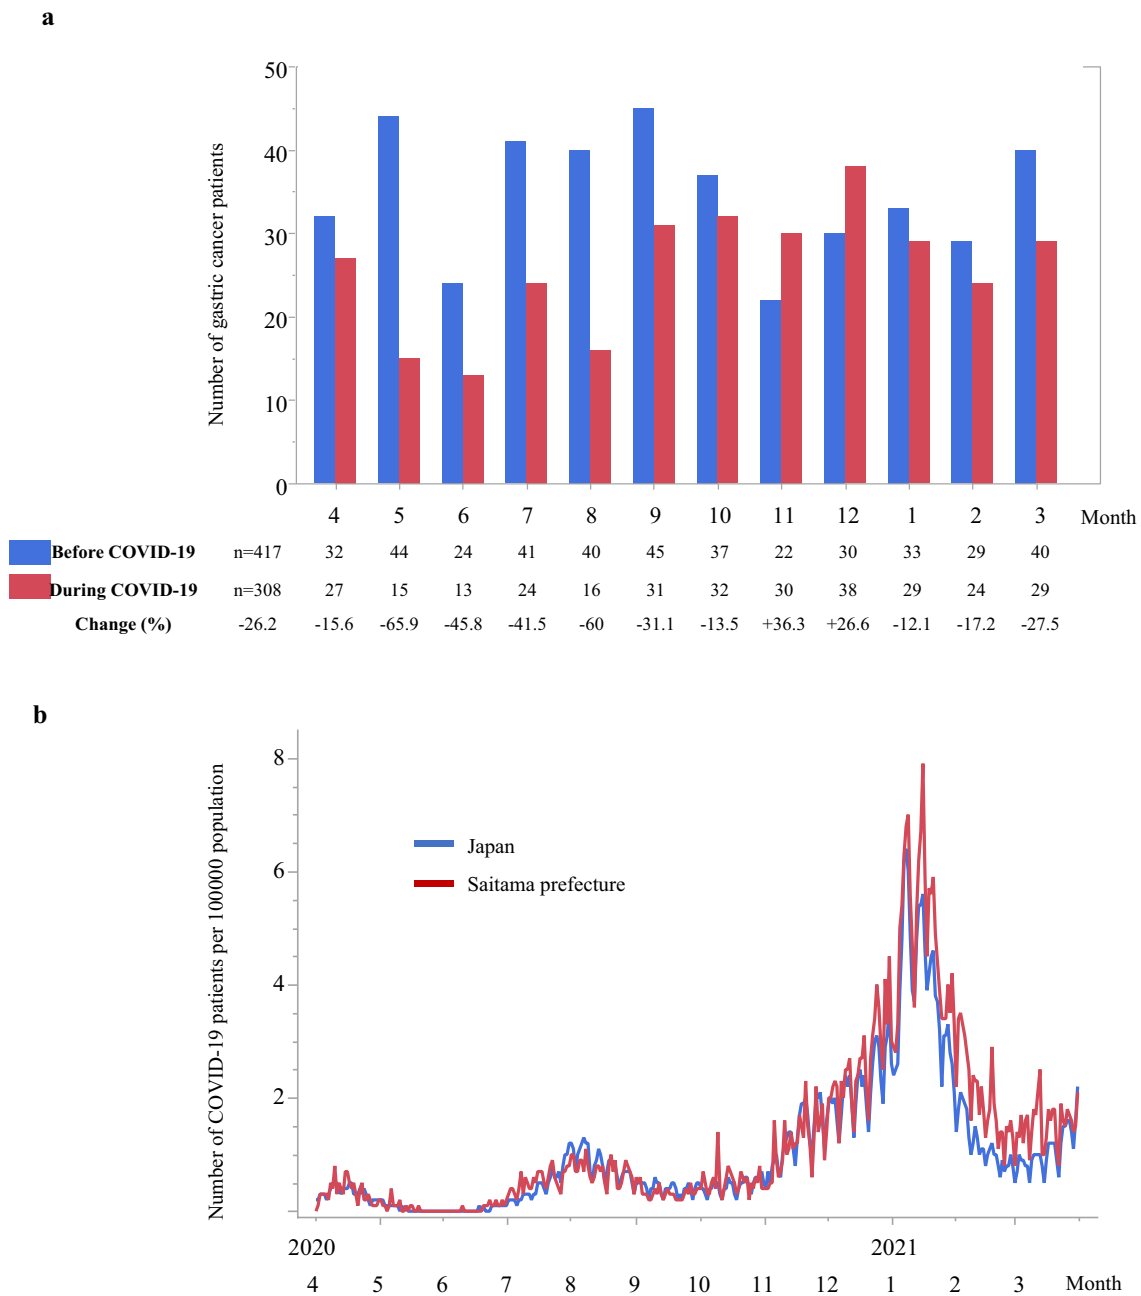 a
Number of gastric cancer patients
50
40
30
20
10
0
4 5 6 7 8 9 10 11 12 1 2 3 Month
Before COVID-19 n=417 32 44 24 41 40 45 37 22 30 33 29 40
During COVID-19 n=308 27 15 13 24 16 31 32 30 38 29 24 29
Change (%) -26.2 -15.6 -65.9 -45.8 -41.5 -60 -31.1 -13.5 +36.3 +26.6 -12.1 -17.2 -27.5
b
Number of COVID-19 patients per 100000 population
8
6
4
2
Japan
Saitama prefecture
2020 2021
4 5 6 7 8 9 10 11 12 1 2 3 Month